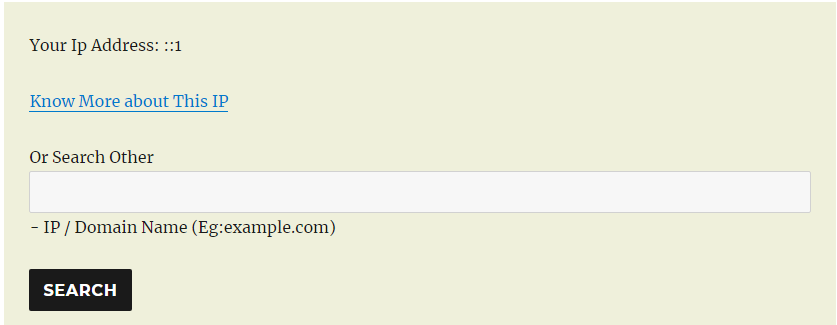 Your Ip Address: ::1
Know More about This IP
Or Search Other
- IP / Domain Name (Eg:example.com)
SEARCH